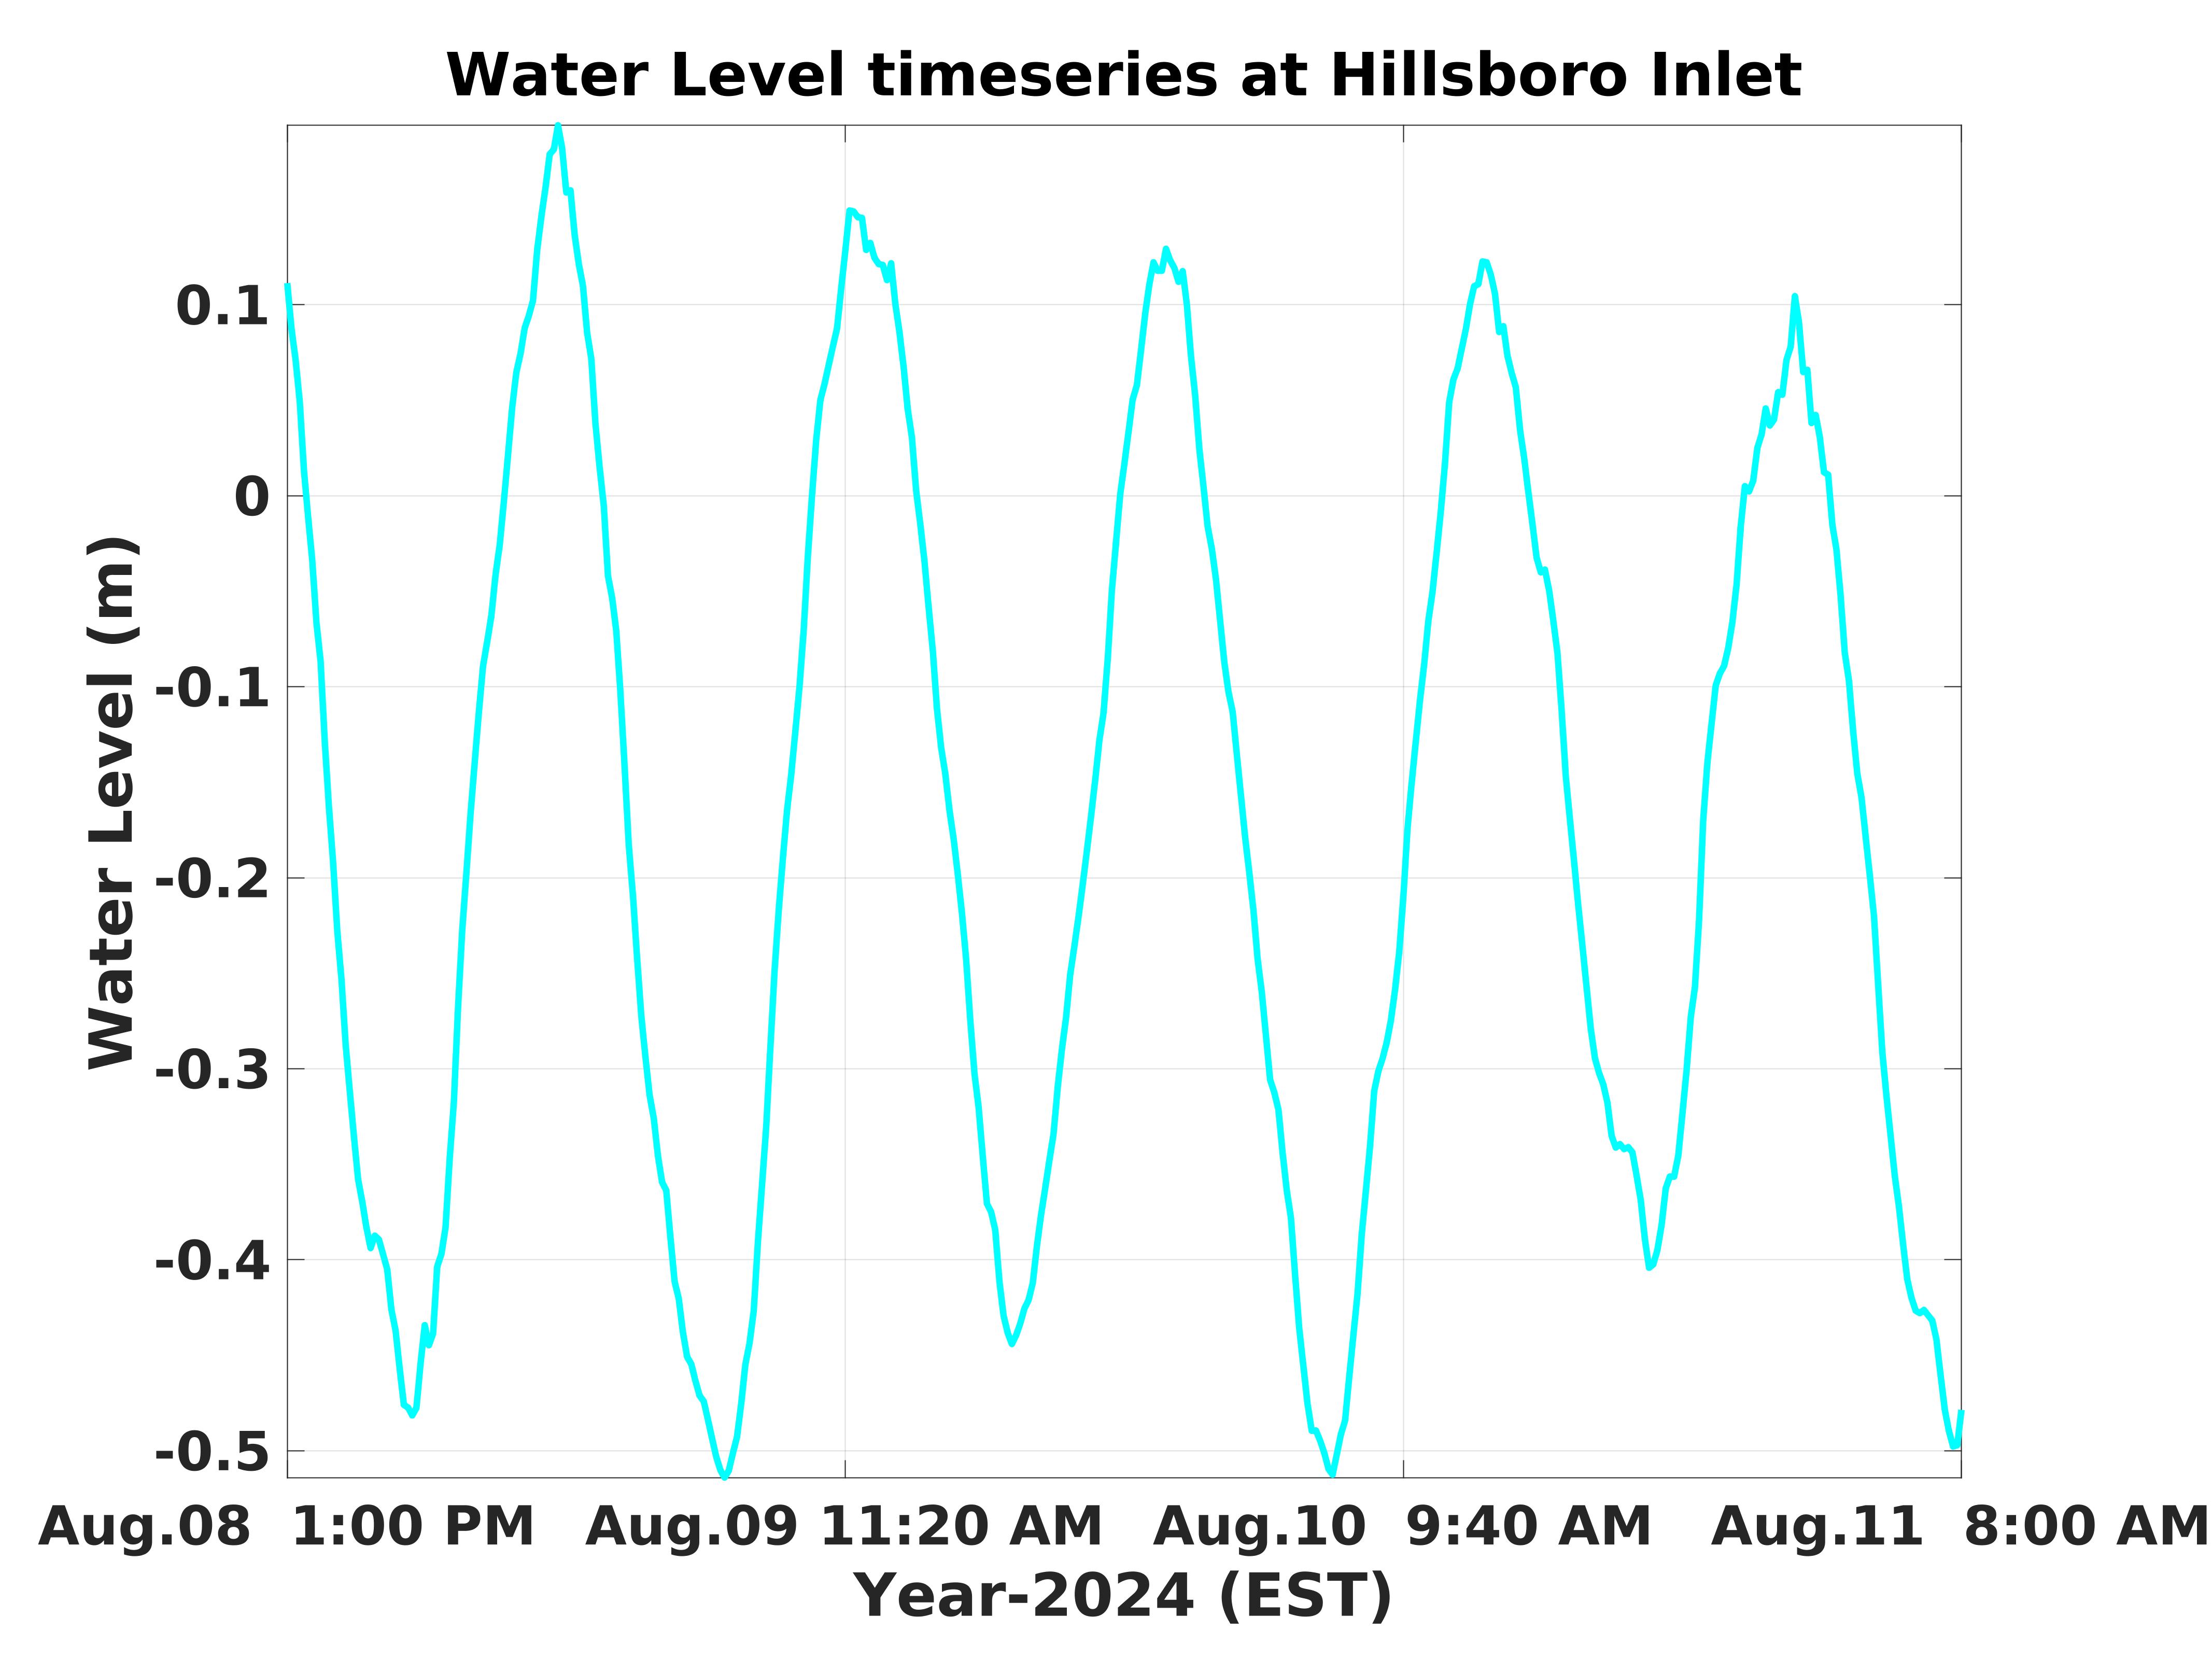 Water Level timeseries at Hillsboro Inlet
Water Level (m)
0.1
0
-0.1
-0.2
-0.3
-0.4
-0.5
Aug.08 1:00 PM Aug.09 11:20 AM Aug.10 9:40 AM Aug.11 8:00 AM
Year-2024 (EST)